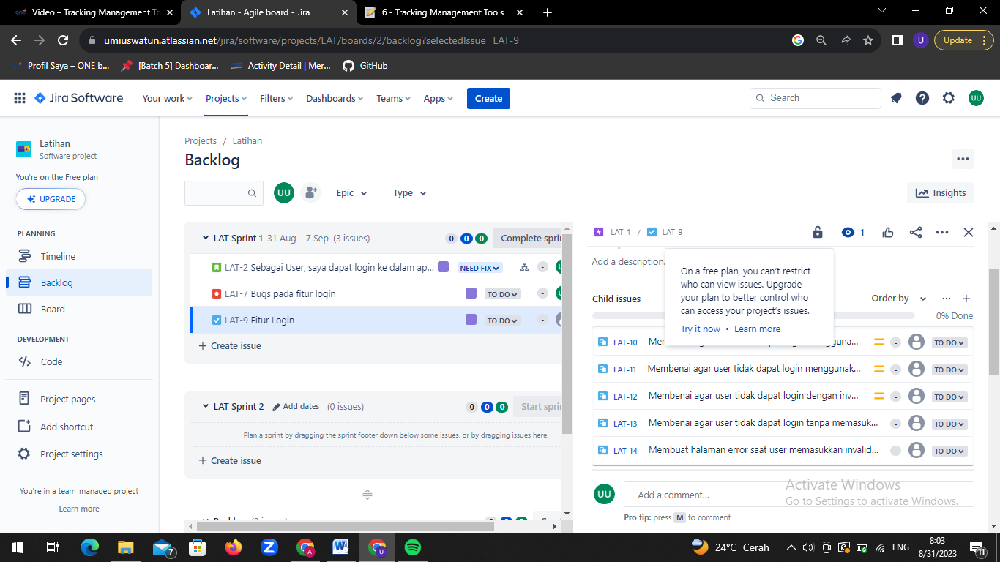 Video – Tracking Management To
Latihan - Agile board - Jira
6 - Tracking Management Tools
umiuswatun.atlassian.net/jira/software/projects/LAT/boards/2/backlog?selectedIssue=LAT-9
U
Update
Profil Saya – ONE b...
[Batch 5] Dashboar...
Activity Detail | Mer...
GitHub
Jira Software
Your work
Projects
Filters
Dashboards
Teams
Apps
Create
Search
UU
Latihan
Software project
You're on the Free plan
UPGRADE
PLANNING
Timeline
Backlog
Board
DEVELOPMENT
Code
Project pages
Add shortcut
Project settings
You're in a team-managed project
Learn more
Projects / Latihan
Backlog
UU
Epic
Type
Insights
LAT Sprint 1 31 Aug – 7 Sep (3 issues)
0 0 0
Complete sprin
LAT-2 Sebagai User, saya dapat login ke dalam ap...
NEED FIX
-
LAT-7 Bugs pada fitur login
TO DO
-
LAT-9 Fitur Login
TO DO
-
+ Create issue
LAT Sprint 2 Add dates (0 issues)
0 0 0
Start sprin
Plan a sprint by dragging the sprint footer down below some issues, or by dragging issues here.
+ Create issue
Backlog (0 issues)
LAT-1 / LAT-9
1
Add a description.
On a free plan, you can't restrict
who can view issues. Upgrade
your plan to better control who
can access your project's issues.
Try it now • Learn more
Child issues
Order by
0% Done
LAT-10
TO DO
LAT-11 Membenai agar user tidak dapat login menggunak... - TO DO
LAT-12 Membenai agar user tidak dapat login dengan inv... - TO DO
LAT-13 Membenai agar user tidak dapat login tanpa memasuk... - TO DO
LAT-14 Membuat halaman error saat user memasukkan invalid... - TO DO
UU
Add a comment...
Pro tip: press M to comment
Activate Windows
Go to Settings to activate Windows.
7
24°C Cerah
ENG
8:03
8/31/2023
11